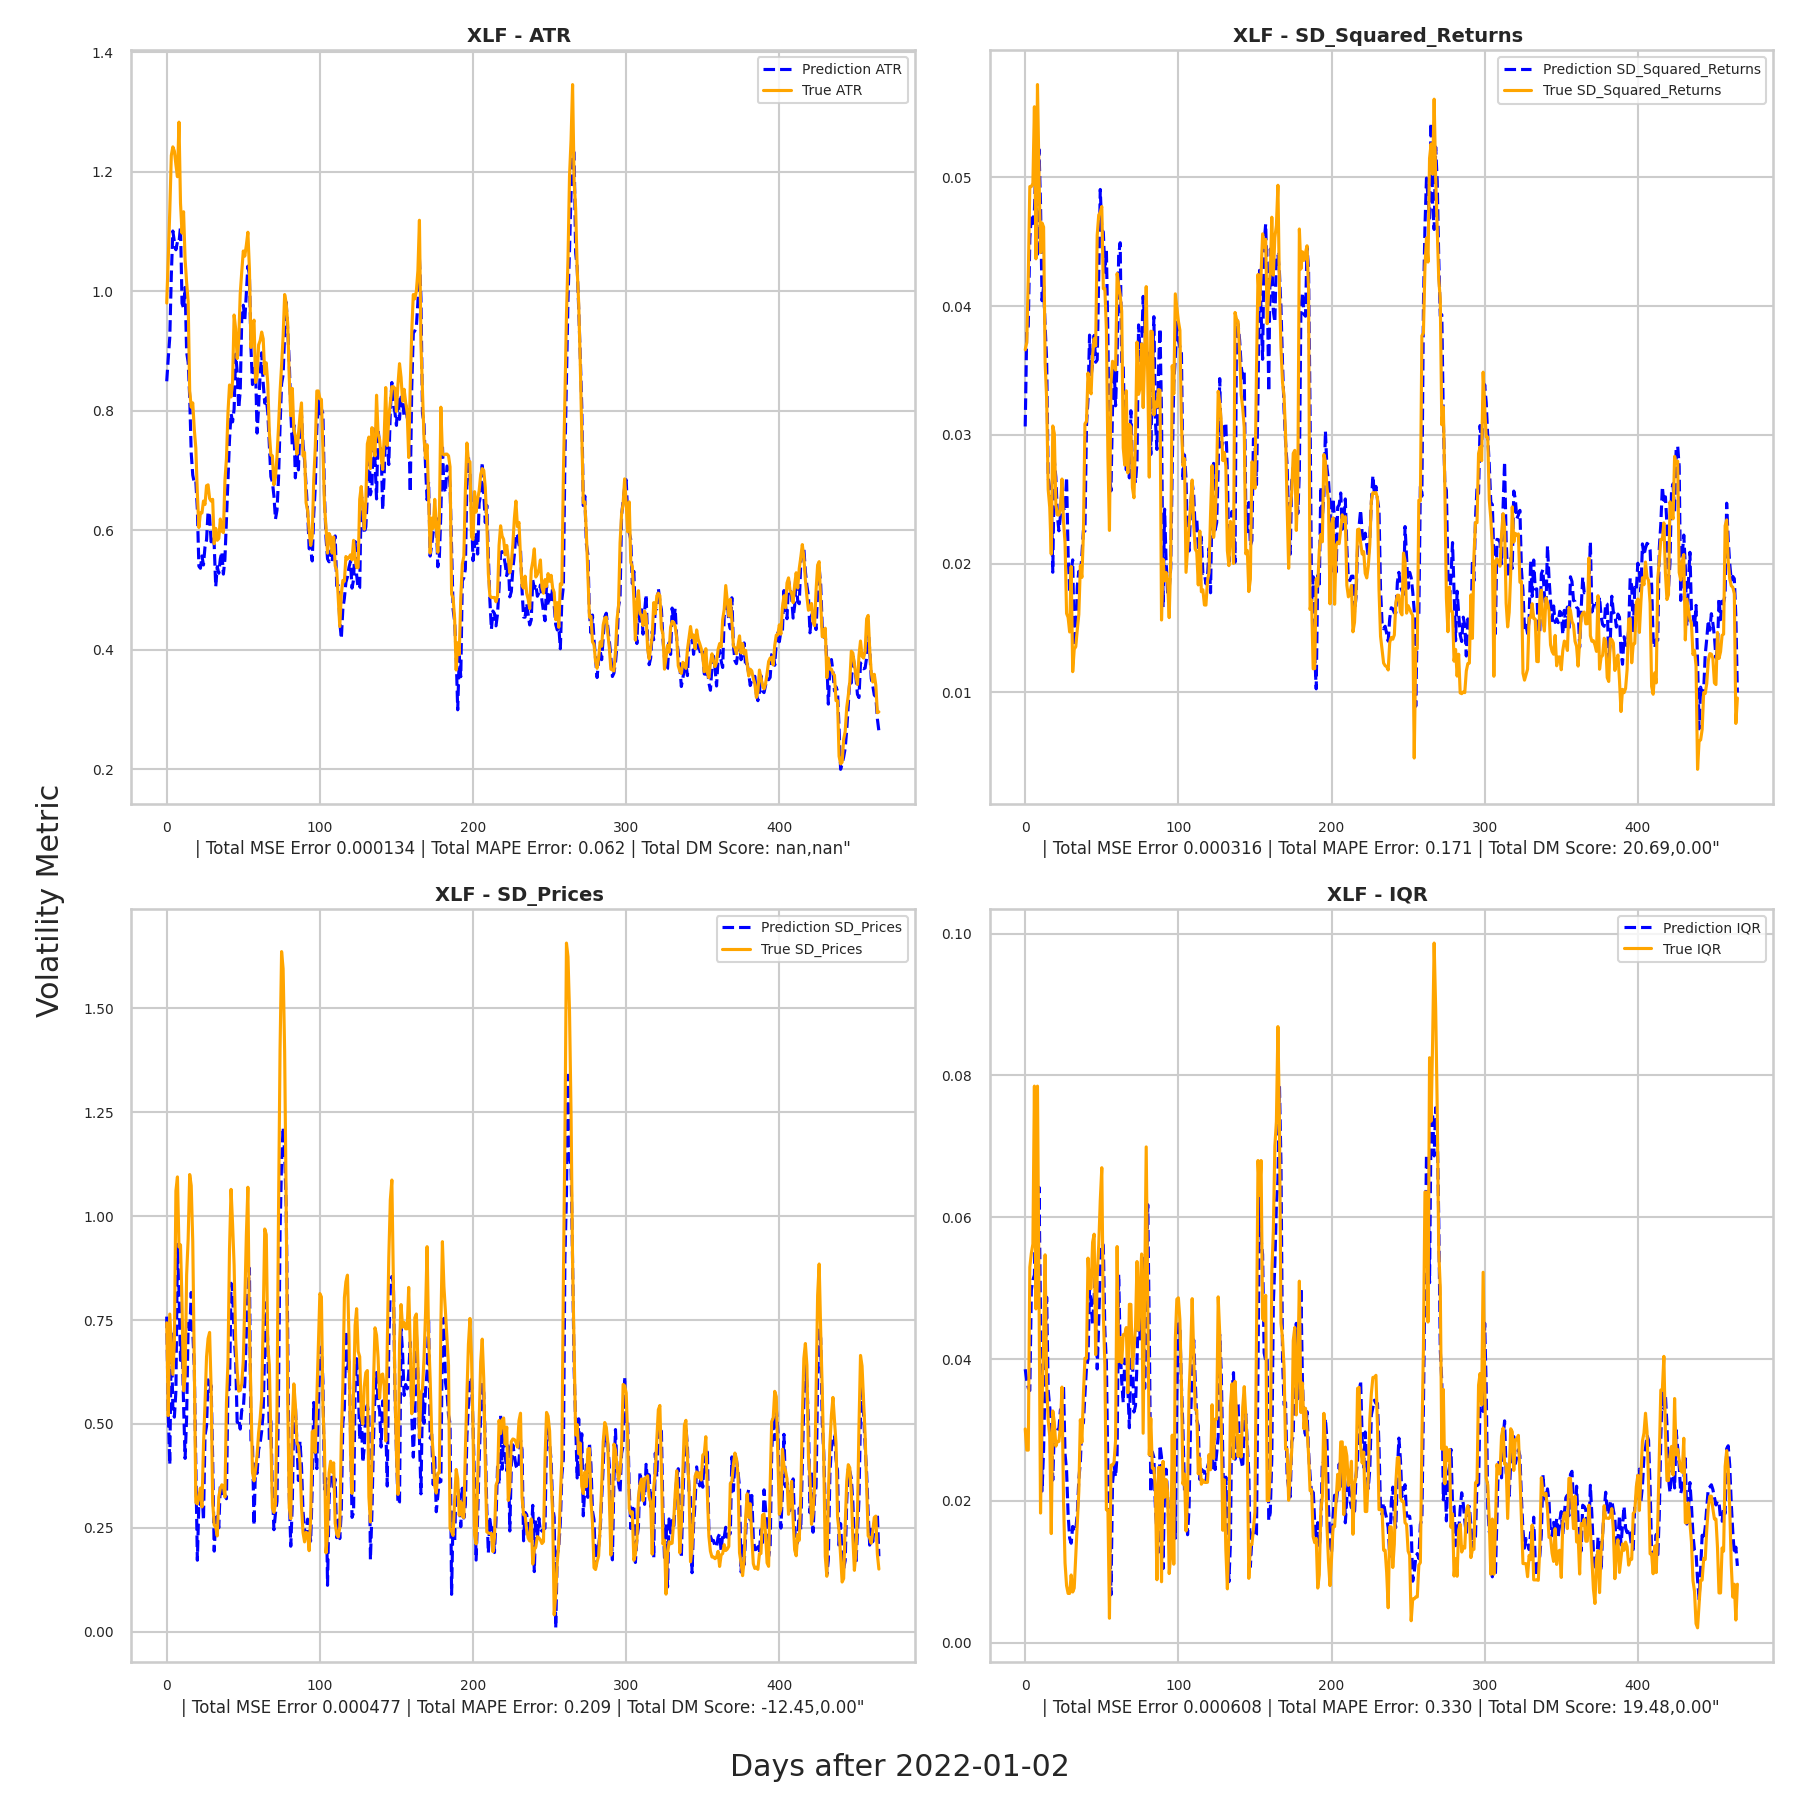 XLF - ATR
Prediction ATR
True ATR
1.4
1.2
1.0
0.8
0.6
0.4
0.2
0 100 200 300 400
| Total MSE Error 0.000134 | Total MAPE Error: 0.062 | Total DM Score: nan,nan"
XLF - SD_Squared_Returns
Prediction SD_Squared_Returns
True SD_Squared_Returns
0.05
0.04
0.03
0.02
0.01
0 100 200 300 400
| Total MSE Error 0.000316 | Total MAPE Error: 0.171 | Total DM Score: 20.69,0.00"
Volatility Metric
XLF - SD_Prices
Prediction SD_Prices
True SD_Prices
1.50
1.25
1.00
0.75
0.50
0.25
0.00
0 100 200 300 400
| Total MSE Error 0.000477 | Total MAPE Error: 0.209 | Total DM Score: -12.45,0.00"
XLF - IQR
Prediction IQR
True IQR
0.10
0.08
0.06
0.04
0.02
0.00
0 100 200 300 400
| Total MSE Error 0.000608 | Total MAPE Error: 0.330 | Total DM Score: 19.48,0.00"
Days after 2022-01-02